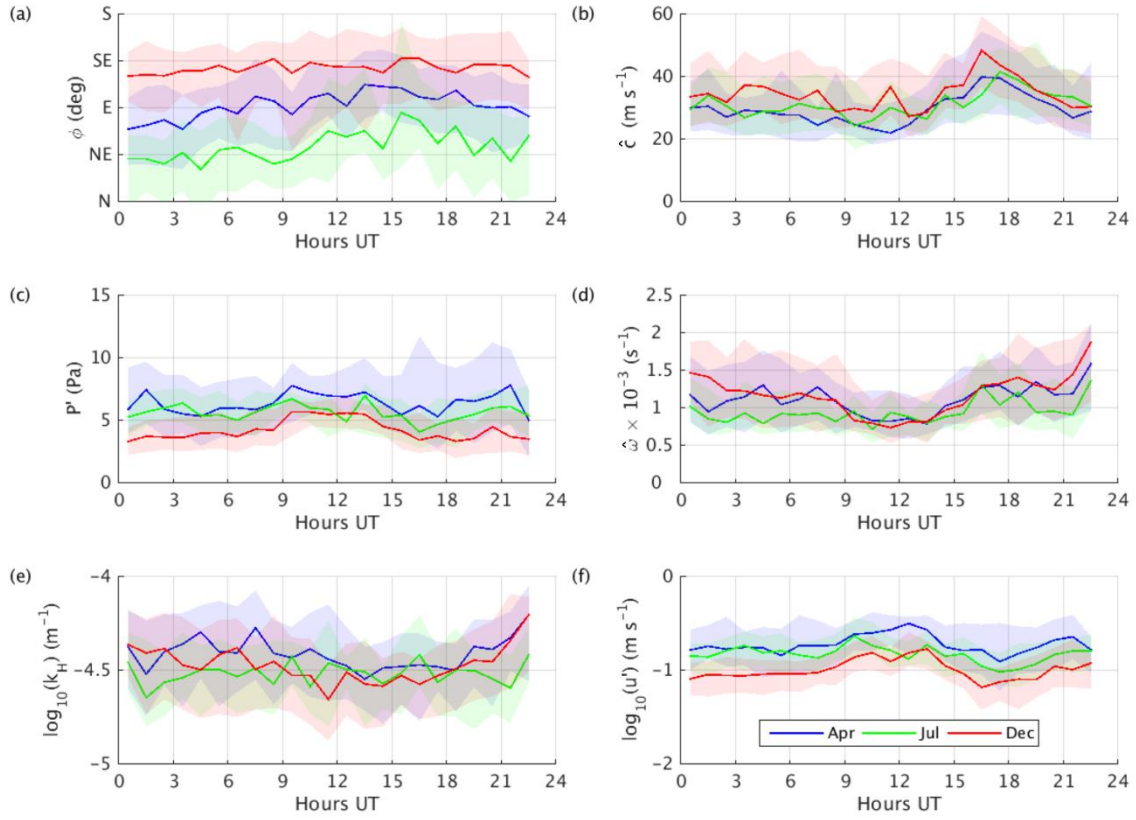 (a)
S
SE
E
NE
N
ϕ (deg)
0 3 6 9 12 15 18 21 24
Hours UT
(b)
60
40
20
0
ĉ (m s⁻¹)
0 3 6 9 12 15 18 21 24
Hours UT
(c)
15
10
5
0
P' (Pa)
0 3 6 9 12 15 18 21 24
Hours UT
(d)
2.5
2
1.5
1
0.5
0
ω̂ × 10⁻³ (s⁻¹)
0 3 6 9 12 15 18 21 24
Hours UT
(e)
−4
−4.5
−5
log₁₀(k_H) (m⁻¹)
0 3 6 9 12 15 18 21 24
Hours UT
(f)
0
−1
−2
log₁₀(u') (m s⁻¹)
Apr Jul Dec
0 3 6 9 12 15 18 21 24
Hours UT